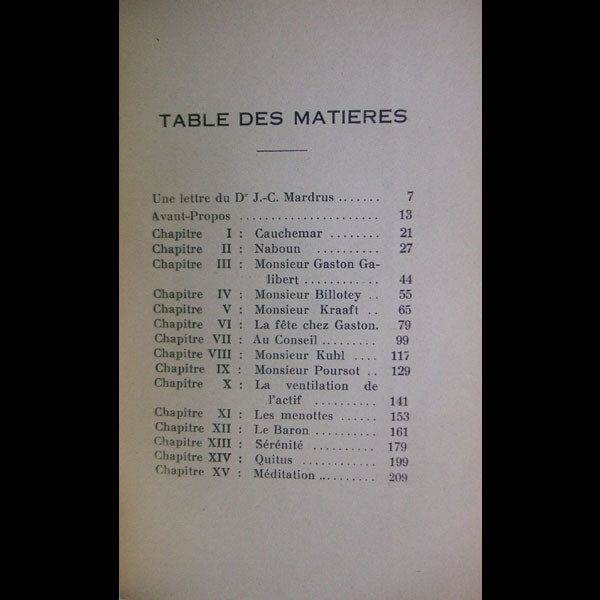 TABLE DES MATIERES
Une lettre du Dr J.-C. Mardrus ....... 7
Avant-Propos ...................... 13
Chapitre I : Cauchemar ........ 21
Chapitre II : Naboun .......... 27
Chapitre III : Monsieur Gaston Ga-
libert ............ 44
Chapitre IV : Monsieur Billotey .. 55
Chapitre V : Monsieur Kraaft .. 65
Chapitre VI : La fête chez Gaston. 79
Chapitre VII : Au Conseil ......... 99
Chapitre VIII : Monsieur Kuhl .... 117
Chapitre IX : Monsieur Poursot .. 129
Chapitre X : La ventilation de
l'actif .......... 141
Chapitre XI : Les menottes ...... 153
Chapitre XII : Le Baron .......... 161
Chapitre XIII : Sérénité .......... 179
Chapitre XIV : Quitus ............ 199
Chapitre XV : Méditation ......... 209